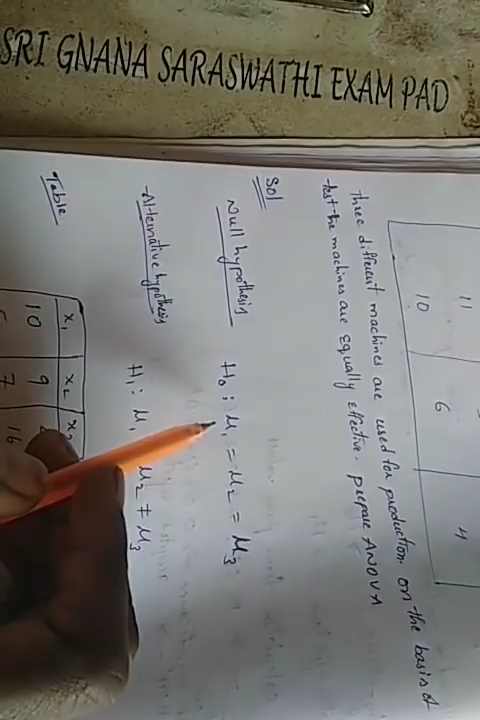 SRI GNANA SARASWATHI EXAM PAD
11
10 6 4
three different machines are used for production. on the basis of
test the machines are equally effective. prepare ANOVA
Sol
Null hypothesis H₀ : μ₁ = μ₂ = μ₃
Alternative hypothesis H₁ : μ₁ μ₂ ≠ μ₃
Table
x₁ x₂
10 9
7 16